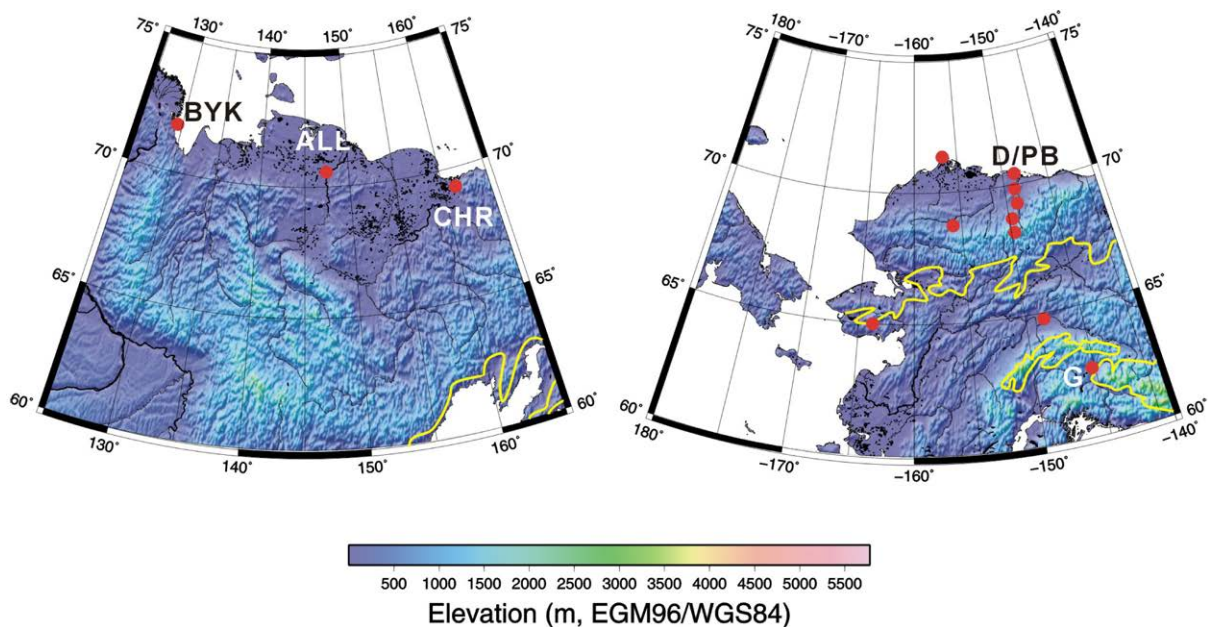 75° 130° 140° 150° 160° 75°
BYK
ALL
70° 70°
CHR
65° 65°
60° 60°
130° 140° 150° 160°
75° 180° −170° −160° −150° −140° 75°
D/PB
70° 70°
65° 65°
G
60° 60°
180° −170° −160° −150° −140°
500 1000 1500 2000 2500 3000 3500 4000 4500 5000 5500
Elevation (m, EGM96/WGS84)